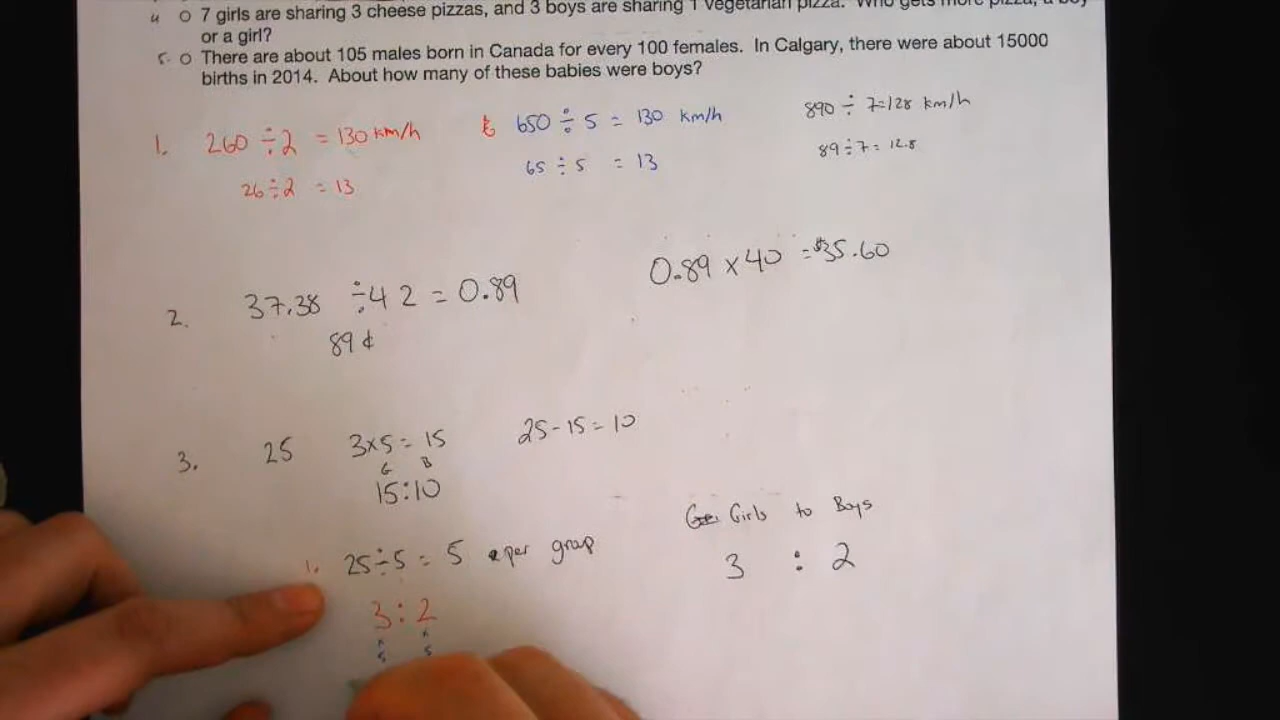 4 o 7 girls are sharing 3 cheese pizzas, and 3 boys are sharing 1 vegetarian pizza. Who gets more pizza, a boy
or a girl?
5. o There are about 105 males born in Canada for every 100 females. In Calgary, there were about 15000
births in 2014. About how many of these babies were boys?
1. 260 ÷ 2 = 130 km/h 650 ÷ 5 = 130 km/h 890 ÷ 7=128 km/h
26 ÷ 2 = 13 65 ÷ 5 = 13 89 ÷ 7 = 12.8
2. 37.38 ÷ 42 = 0.89 0.89 x 40 = $35.60
89 ¢
3. 25 3x5 = 15 25 - 15 = 10
G B
15:10
Girls to Boys
1. 25 ÷ 5 = 5 per group 3 : 2
3:2
x x
5 5